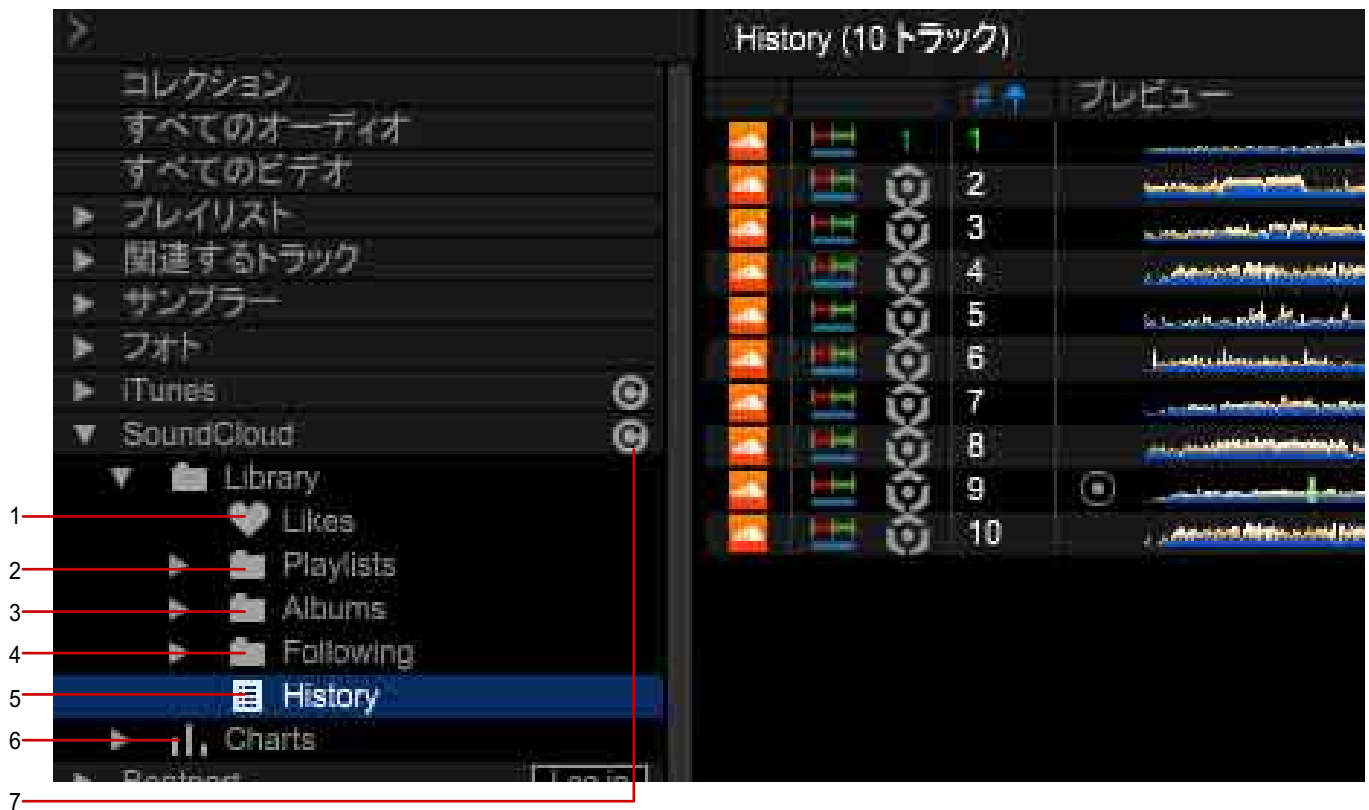 History (10 トラック)
# プレビュー
コレクション
すべてのオーディオ
すべてのビデオ
プレイリスト
関連するトラック
サンプラー
フォト
iTunes
SoundCloud
Library
1 Likes
2 Playlists
3 Albums
4 Following
5 History
6 Charts
Beatport Log in
7
1 1
2
3
4
5
6
7
8
9
10